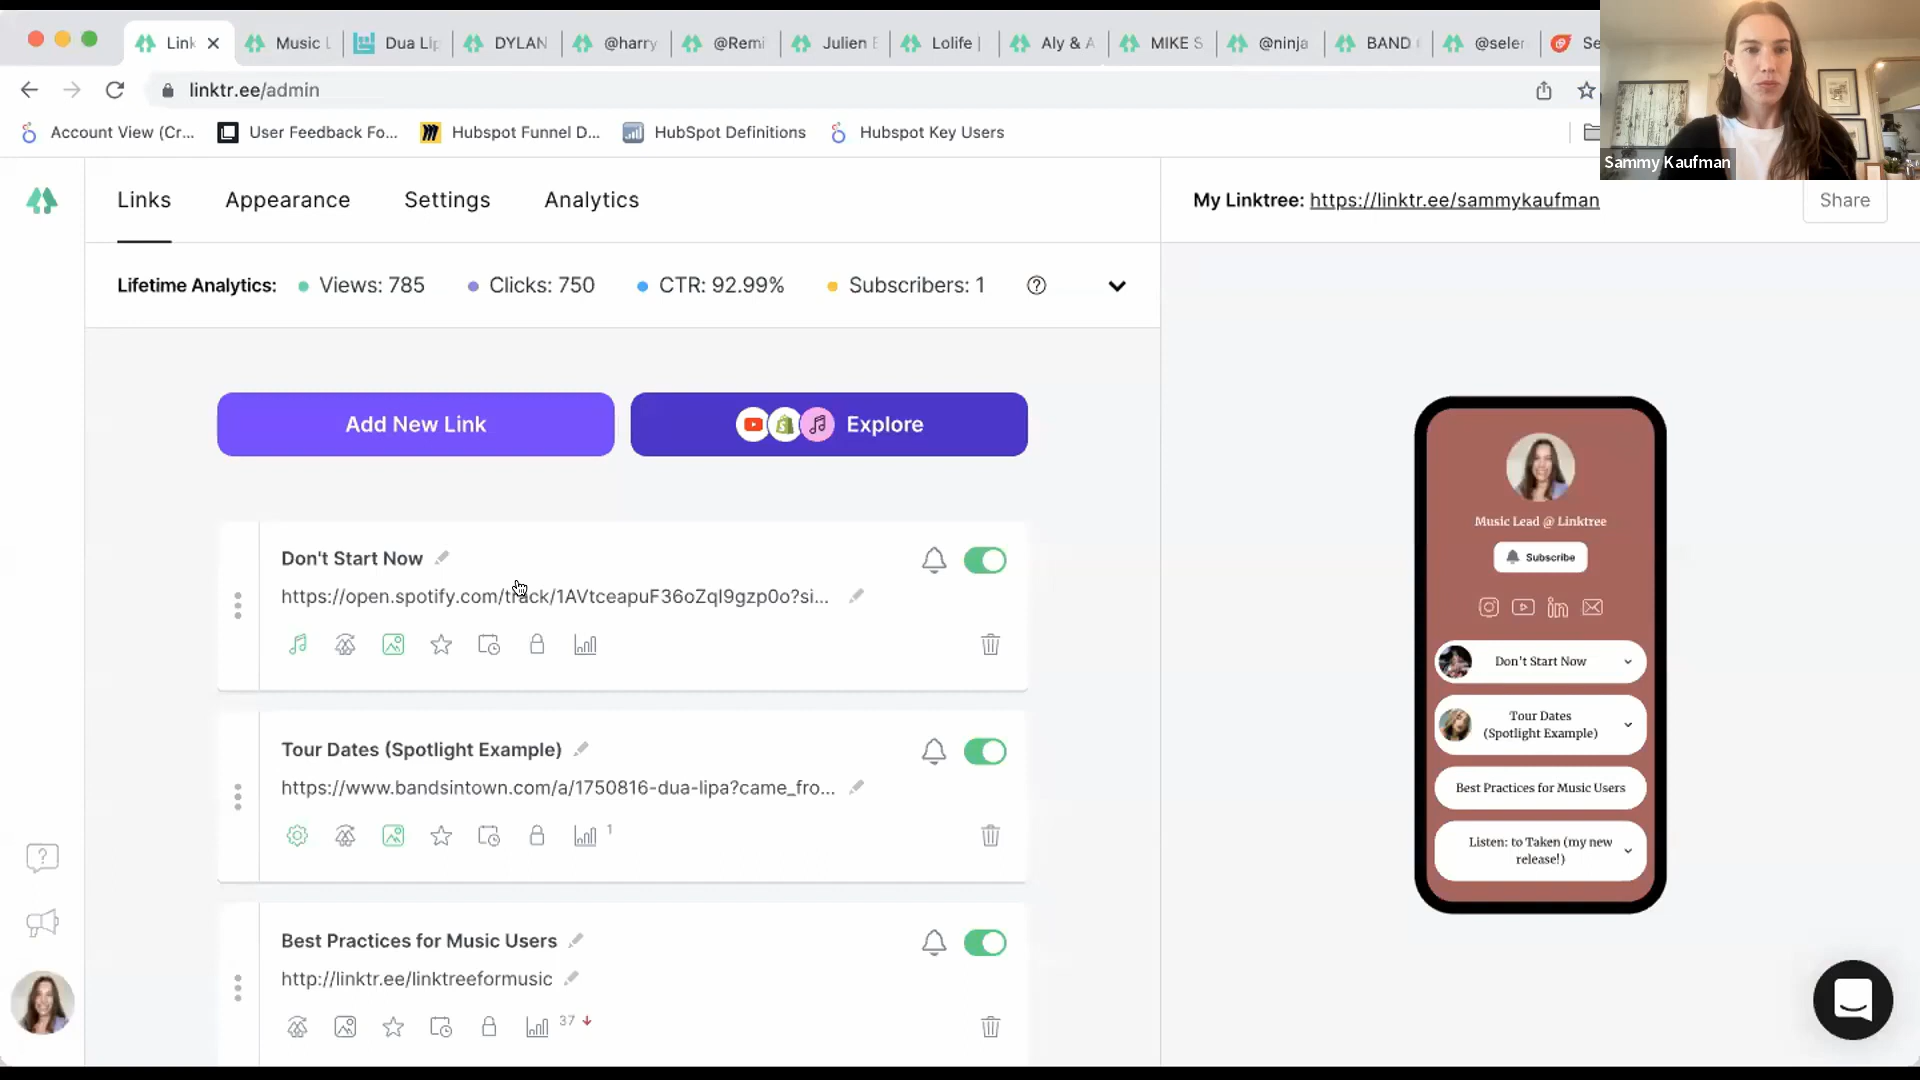 Link
Music L
Dua Lip
DYLAN
@harry
@Remi
Julien
Lolife |
Aly & A
MIKE S
@ninja
BAND
@selen
Se
linktr.ee/admin
Account View (Cr...
User Feedback Fo...
Hubspot Funnel D...
HubSpot Definitions
Hubspot Key Users
Sammy Kaufman
Links
Appearance
Settings
Analytics
My Linktree: https://linktr.ee/sammykaufman
Share
Lifetime Analytics:
Views: 785
Clicks: 750
CTR: 92.99%
Subscribers: 1
Add New Link
Explore
Don't Start Now
https://open.spotify.com/track/1AVtceapuF36oZqI9gzp0o?si...
Tour Dates (Spotlight Example)
https://www.bandsintown.com/a/1750816-dua-lipa?came_fro...
1
Best Practices for Music Users
http://linktr.ee/linktreeformusic
37
Music Lead @ Linktree
Subscribe
Don't Start Now
Tour Dates
(Spotlight Example)
Best Practices for Music Users
Listen: to Taken (my new
release!)